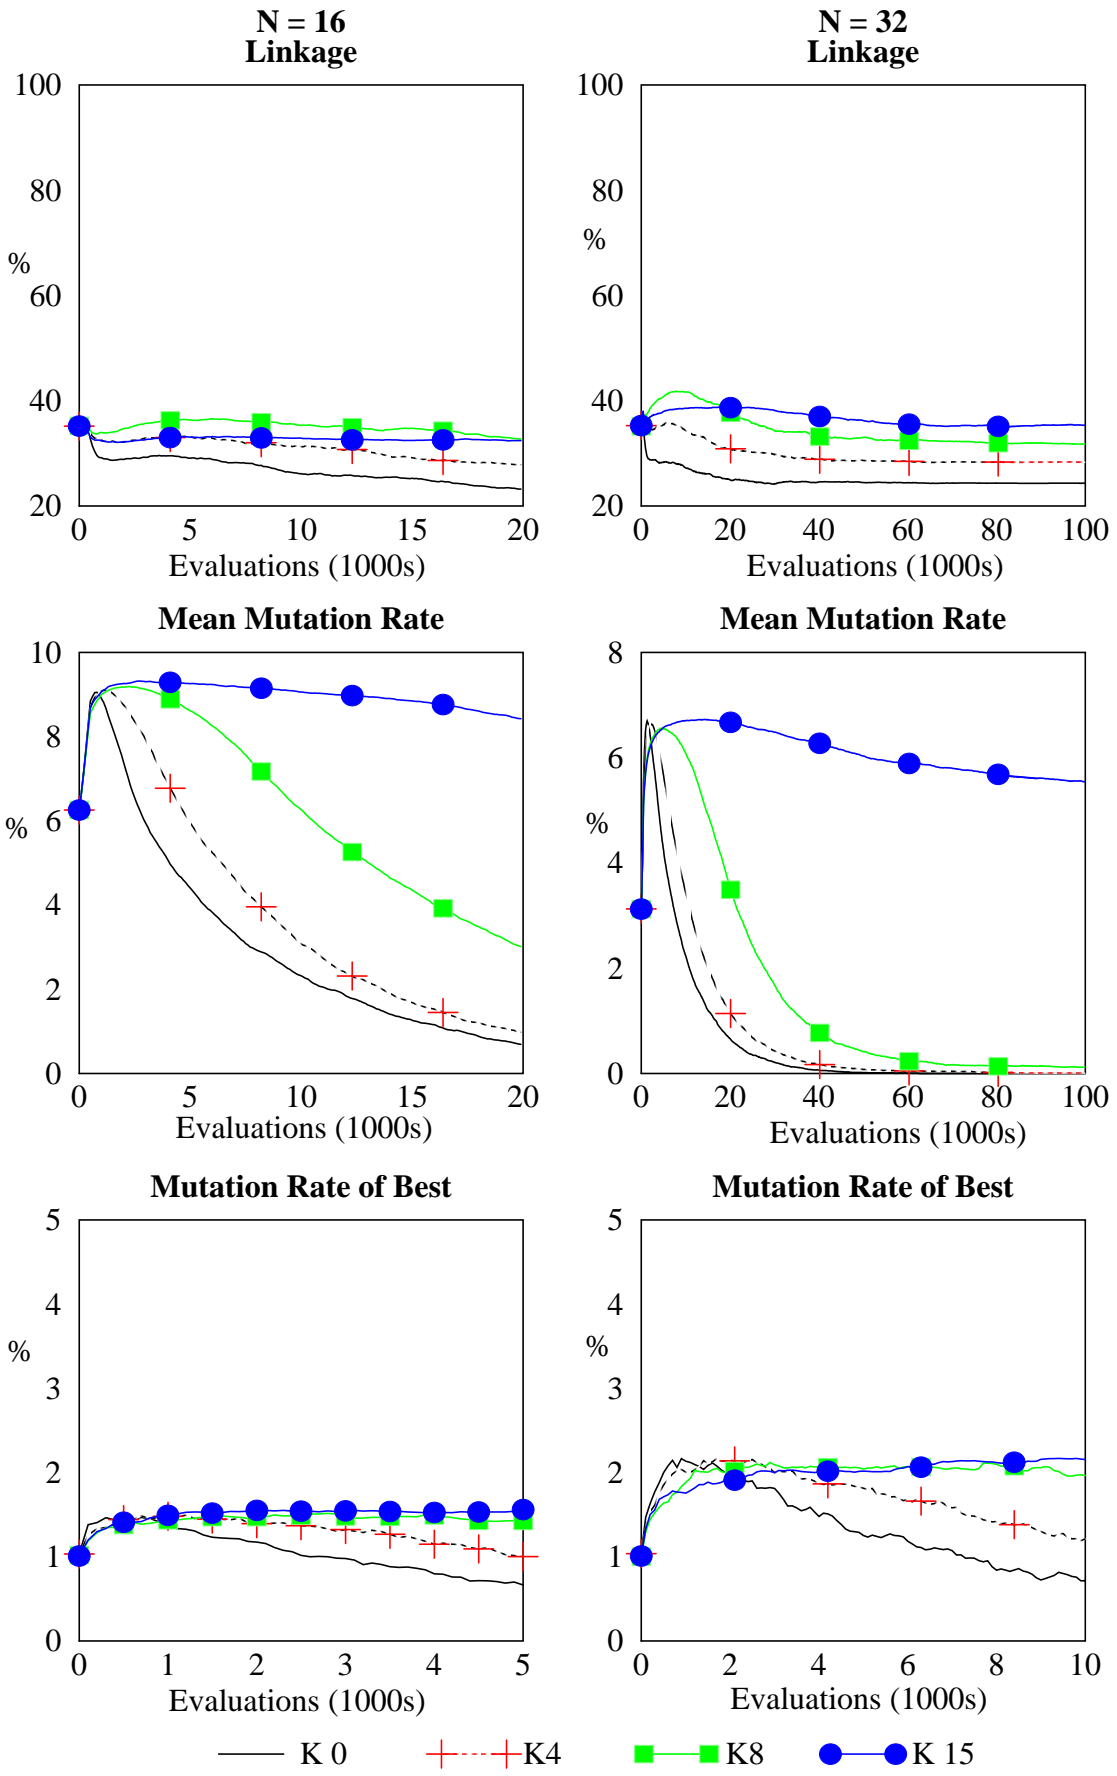 N = 16
Linkage
100
80
%
60
40
20
0 5 10 15 20
Evaluations (1000s)
N = 32
Linkage
100
80
%
60
40
20
0 20 40 60 80 100
Evaluations (1000s)
Mean Mutation Rate
10
8
6
%
4
2
0
0 5 10 15 20
Evaluations (1000s)
Mean Mutation Rate
8
6
%
4
2
0
0 20 40 60 80 100
Evaluations (1000s)
Mutation Rate of Best
5
4
%
3
2
1
0
0 1 2 3 4 5
Evaluations (1000s)
Mutation Rate of Best
5
4
%
3
2
1
0
0 2 4 6 8 10
Evaluations (1000s)
K 0 K4 K8 K 15